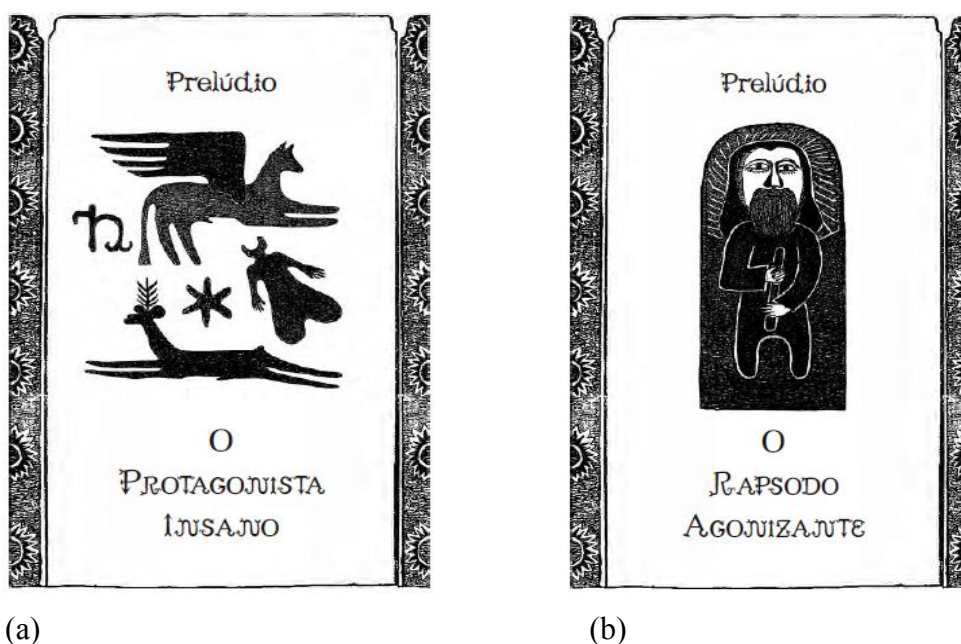 Prelúdio
O
PROTAGONISTA
INSANO
(a)
Prelúdio
O
RAPSODO
AGONIZANTE
(b)